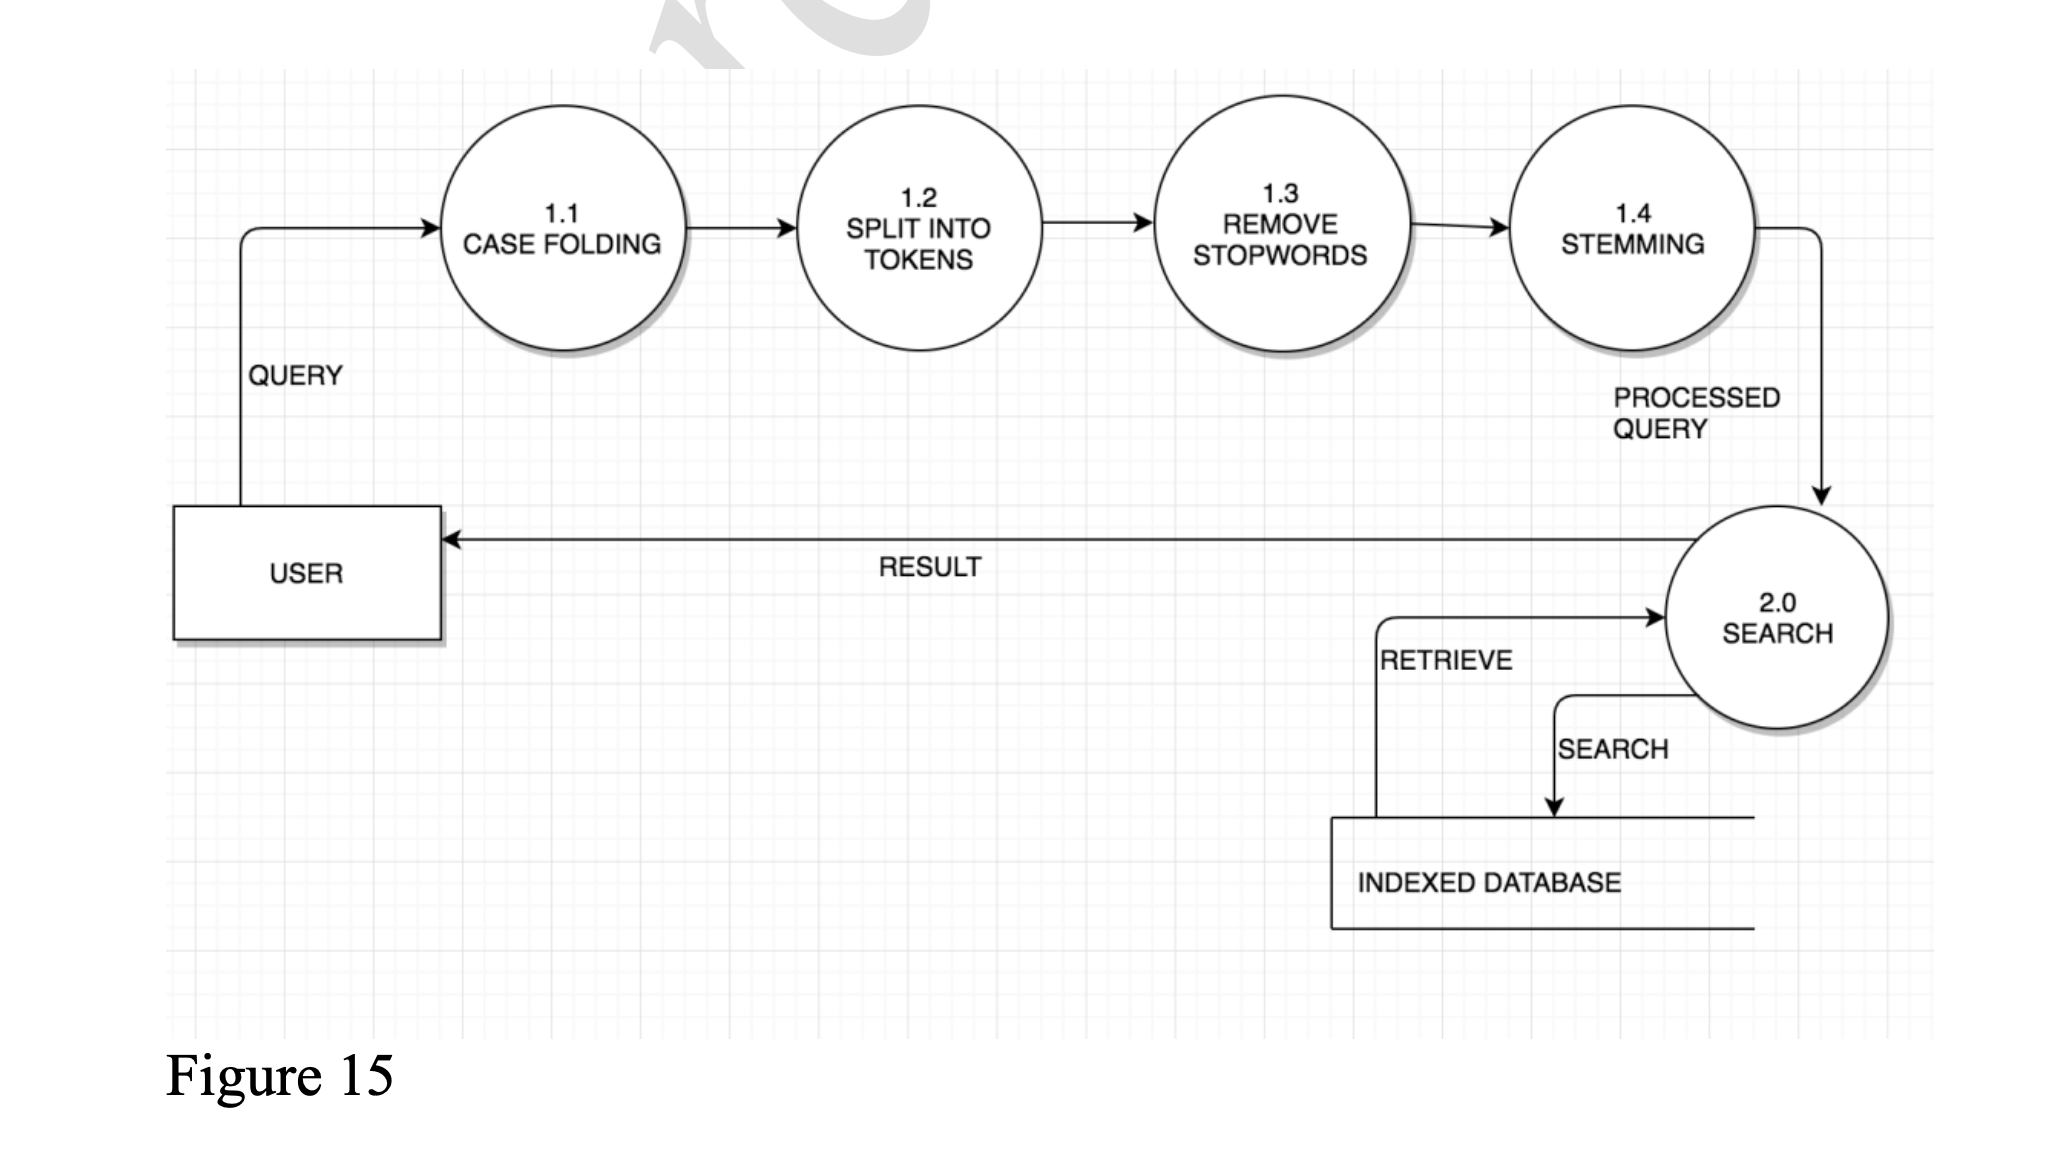 1.1
CASE FOLDING
1.2
SPLIT INTO
TOKENS
1.3
REMOVE
STOPWORDS
1.4
STEMMING
QUERY
PROCESSED
QUERY
USER
RESULT
2.0
SEARCH
RETRIEVE
SEARCH
INDEXED DATABASE
Figure 15